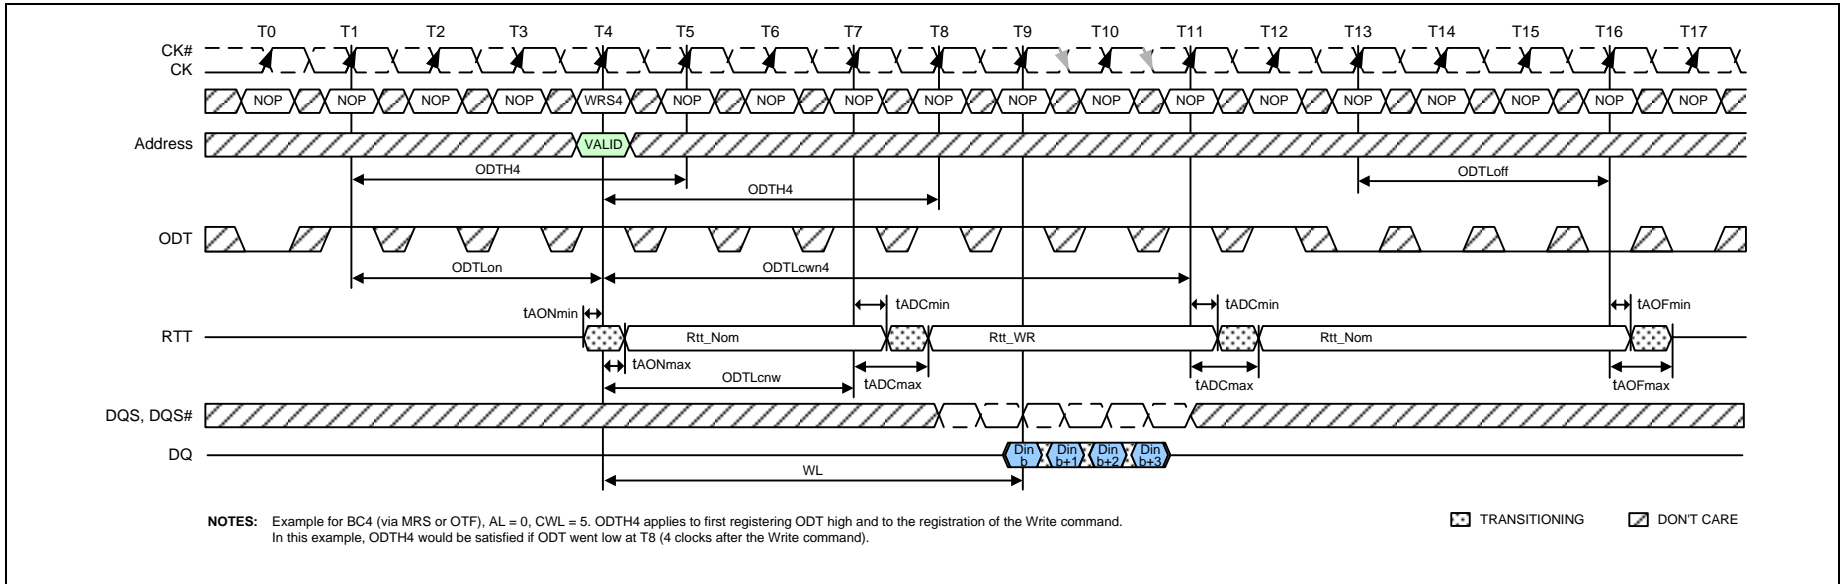 T0 T1 T2 T3 T4 T5 T6 T7 T8 T9 T10 T11 T12 T13 T14 T15 T16 T17
CK#
CK
NOP NOP NOP NOP WRS4 NOP NOP NOP NOP NOP NOP NOP NOP NOP NOP NOP NOP NOP
Address VALID
ODTH4 ODTLoff
ODTH4
ODT
ODTLon ODTLcwn4
tAONmin tADCmin tADCmin tAOFmin
RTT Rtt_Nom Rtt_WR Rtt_Nom
tAONmax
ODTLcnw tADCmax tADCmax tAOFmax
DQS, DQS#
DQ Din b Din b+1 Din b+2 Din b+3
WL
NOTES: Example for BC4 (via MRS or OTF), AL = 0, CWL = 5. ODTH4 applies to first registering ODT high and to the registration of the Write command.
In this example, ODTH4 would be satisfied if ODT went low at T8 (4 clocks after the Write command).
TRANSITIONING DON'T CARE